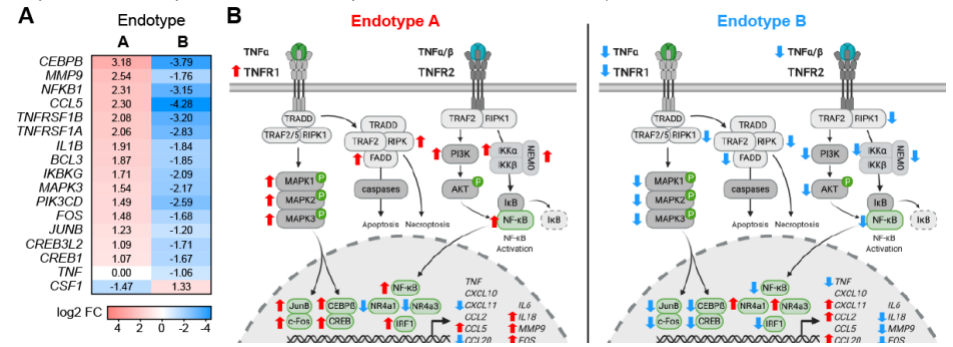 A
Endotype
A B
CEBPB 3.18 -3.79
MMP9 2.54 -1.76
NFKB1 2.31 -3.15
CCL5 2.30 -4.28
TNFRSF1B 2.08 -3.20
TNFRSF1A 2.06 -2.83
IL1B 1.91 -1.84
BCL3 1.87 -1.85
IKBKG 1.71 -2.09
MAPK3 1.54 -2.17
PIK3CD 1.49 -2.59
FOS 1.48 -1.68
JUNB 1.23 -1.20
CREB3L2 1.09 -1.71
CREB1 1.07 -1.67
TNF 0.00 -1.06
CSF1 -1.47 1.33
log2 FC
4 2 0 -2 -4
B
Endotype A
TNFα
TNFR1
TNFα/β
TNFR2
TRADD
TRAF2/5 RIPK1
TRADD
TRAF2 RIPK
FADD
TRAF2 RIPK1
PI3K
IKKα
IKKβ
NEMO
MAPK1 P
MAPK2 P
MAPK3 P
caspases
AKT P
IκB
NF-κB
IκB
Apoptosis Necroptosis
NF-κB
Activation
NF-κB
JunB
c-Fos
CEBPB
CREB
NR4a1
NR4a3
IRF1
TNF
CXCL10
CXCL11
CCL2
CCL5
CCL20
IL6
IL18
MMP9
FOS
Endotype B
TNFα
TNFR1
TNFα/β
TNFR2
TRADD
TRAF2/5 RIPK1
TRADD
TRAF2 RIPK
FADD
TRAF2 RIPK1
PI3K
IKKα
IKKβ
NEMO
MAPK1 P
MAPK2 P
MAPK3 P
caspases
AKT P
IκB
NF-κB
IκB
Apoptosis Necroptosis
NF-κB
Activation
NF-κB
JunB
c-Fos
CEBPB
CREB
NR4a1
NR4a3
IRF1
TNF
CXCL10
CXCL11
CCL2
CCL5
CCL20
IL6
IL18
MMP9
FOS